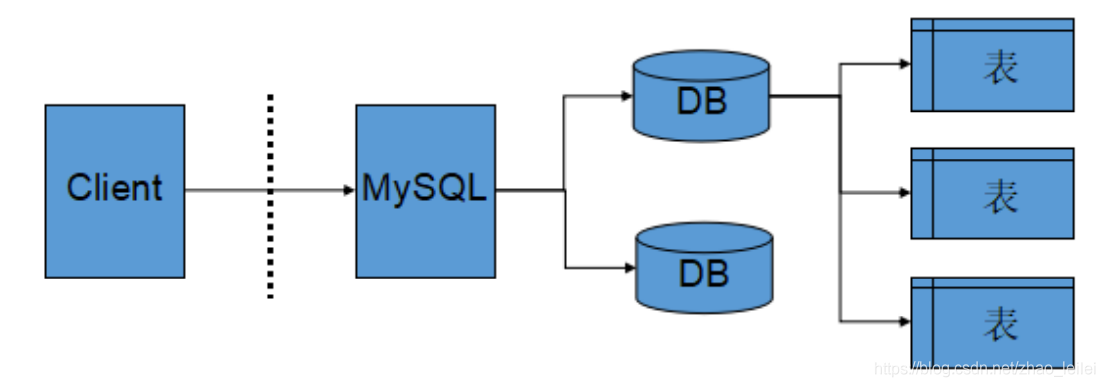 Client
MySQL
DB
DB
表
表
表
https://blog.csdn.net/zhao_leilei